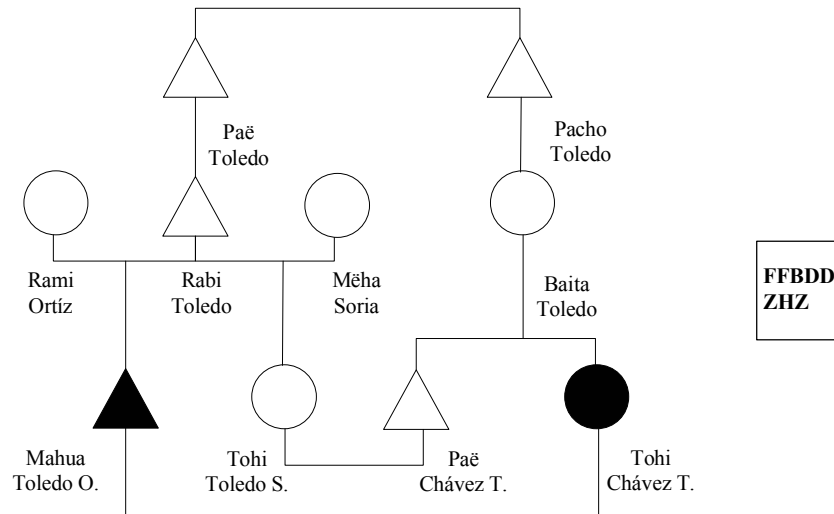 Paë
Toledo
Pacho
Toledo
Rami
Ortíz
Rabi
Toledo
Mëha
Soria
Baita
Toledo
FFBDD
ZHZ
Mahua
Toledo O.
Tohi
Toledo S.
Paë
Chávez T.
Tohi
Chávez T.